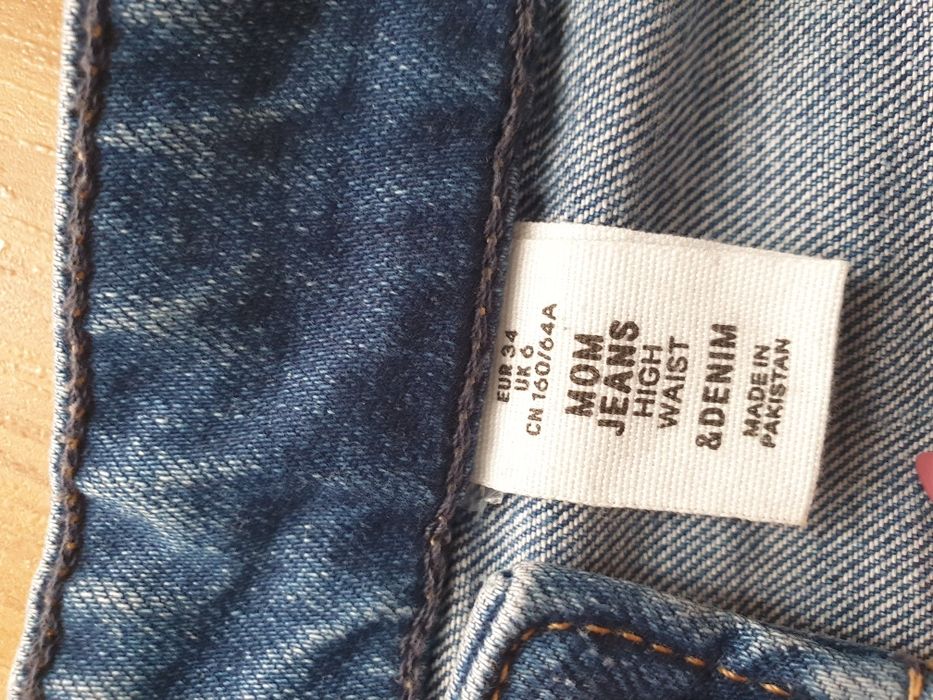 EUR 34
UK 6
CN 160/64A
MOM
JEANS
HIGH
WAIST
&DENIM
MADE IN
PAKISTAN